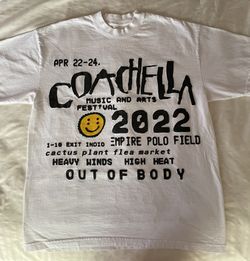 APR 22-24,
COACHELLA
MUSIC AND ARTS
FESTIVAL
2022
I-10 EXIT INDIO EMPIRE POLO FIELD
cactus plant flea market
HEAVY WINDS HIGH HEAT
OUT OF BODY